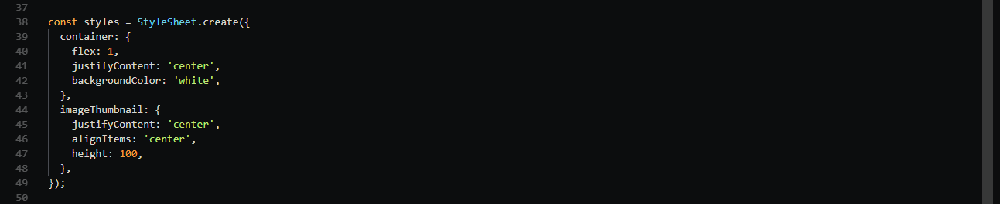 37
38 const styles = StyleSheet.create({
39   container: {
40     flex: 1,
41     justifyContent: 'center',
42     backgroundColor: 'white',
43   },
44   imageThumbnail: {
45     justifyContent: 'center',
46     alignItems: 'center',
47     height: 100,
48   },
49 });
50